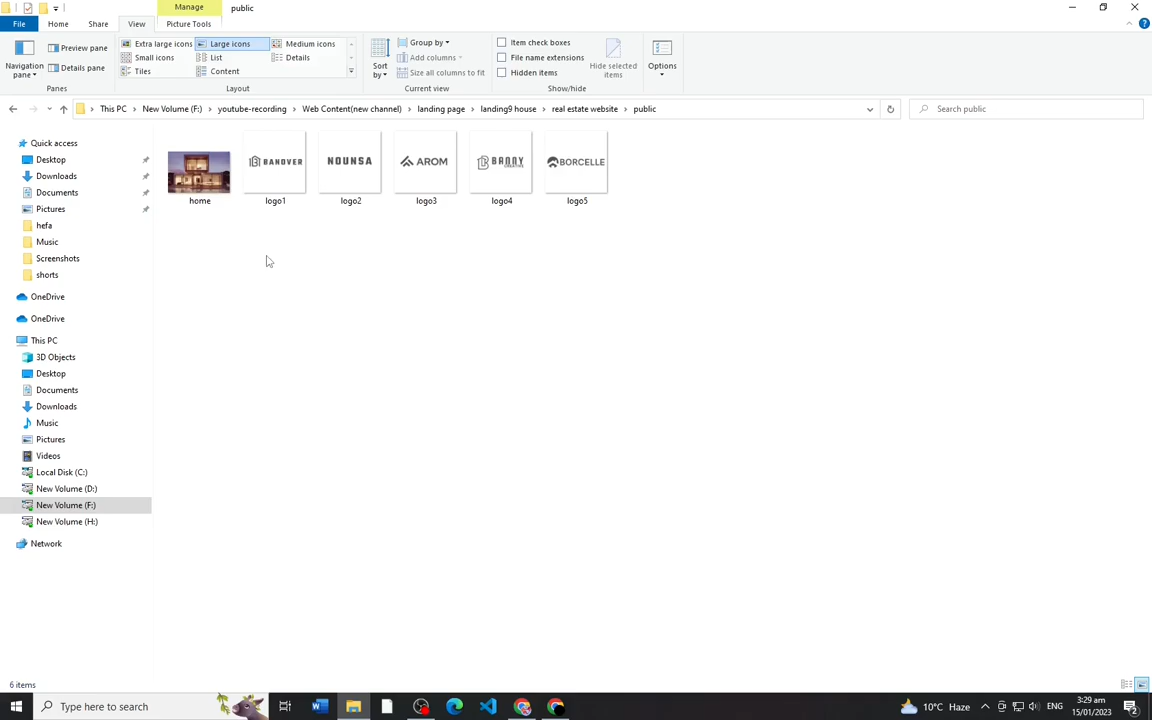 Manage
public
File
Home
Share
View
Picture Tools
Navigation pane
Preview pane
Details pane
Panes
Extra large icons
Large icons
Medium icons
Small icons
List
Details
Tiles
Content
Layout
Sort by
Group by
Add columns
Size all columns to fit
Current view
Item check boxes
File name extensions
Hidden items
Hide selected items
Show/hide
Options
This PC
New Volume (F:)
youtube-recording
Web Content(new channel)
landing page
landing9 house
real estate website
public
Search public
Quick access
Desktop
Downloads
Documents
Pictures
hefa
Music
Screenshots
shorts
OneDrive
OneDrive
This PC
3D Objects
Desktop
Documents
Downloads
Music
Pictures
Videos
Local Disk (C:)
New Volume (D:)
New Volume (F:)
New Volume (H:)
Network
BANOVER
NOUNSA
AROM
BANNY
BORCELLE
home
logo1
logo2
logo3
logo4
logo5
6 items
Type here to search
10°C Haze
ENG
3:29 am
15/01/2023
2